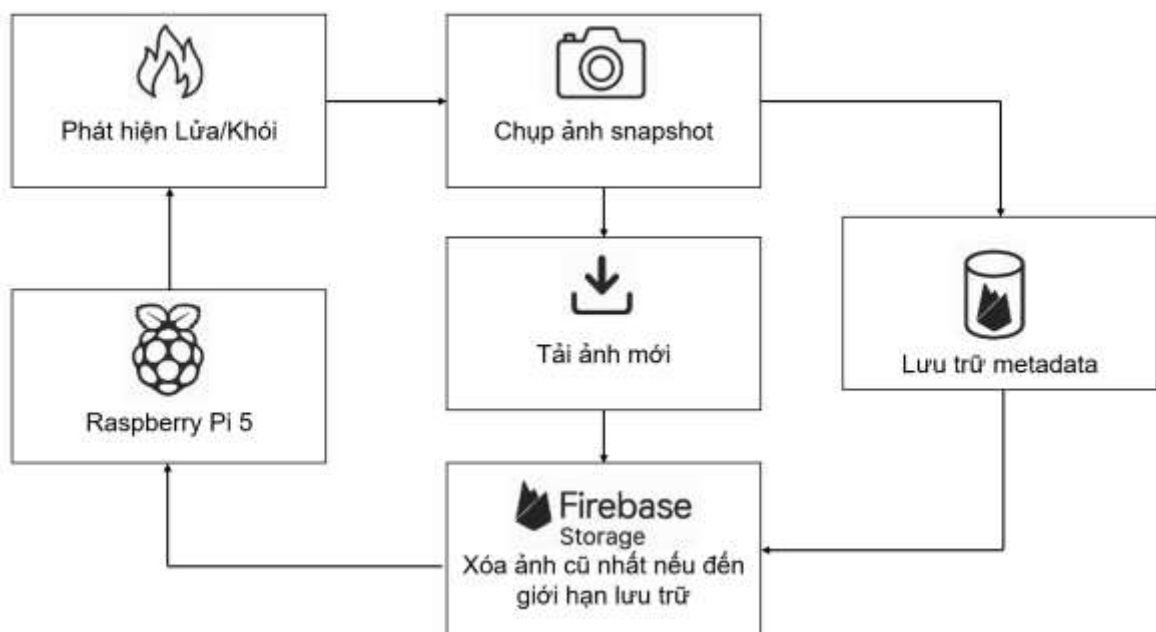 Phát hiện Lửa/Khói
Chụp ảnh snapshot
Tải ảnh mới
Lưu trữ metadata
Raspberry Pi 5
Firebase
Storage
Xóa ảnh cũ nhất nếu đến
giới hạn lưu trữ